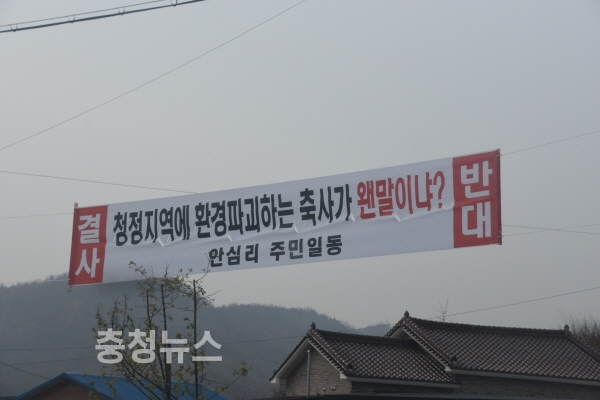 결사
청정지역에 환경파괴하는 축사가 왠말이냐?
안심리 주민일동
반대
충청뉴스